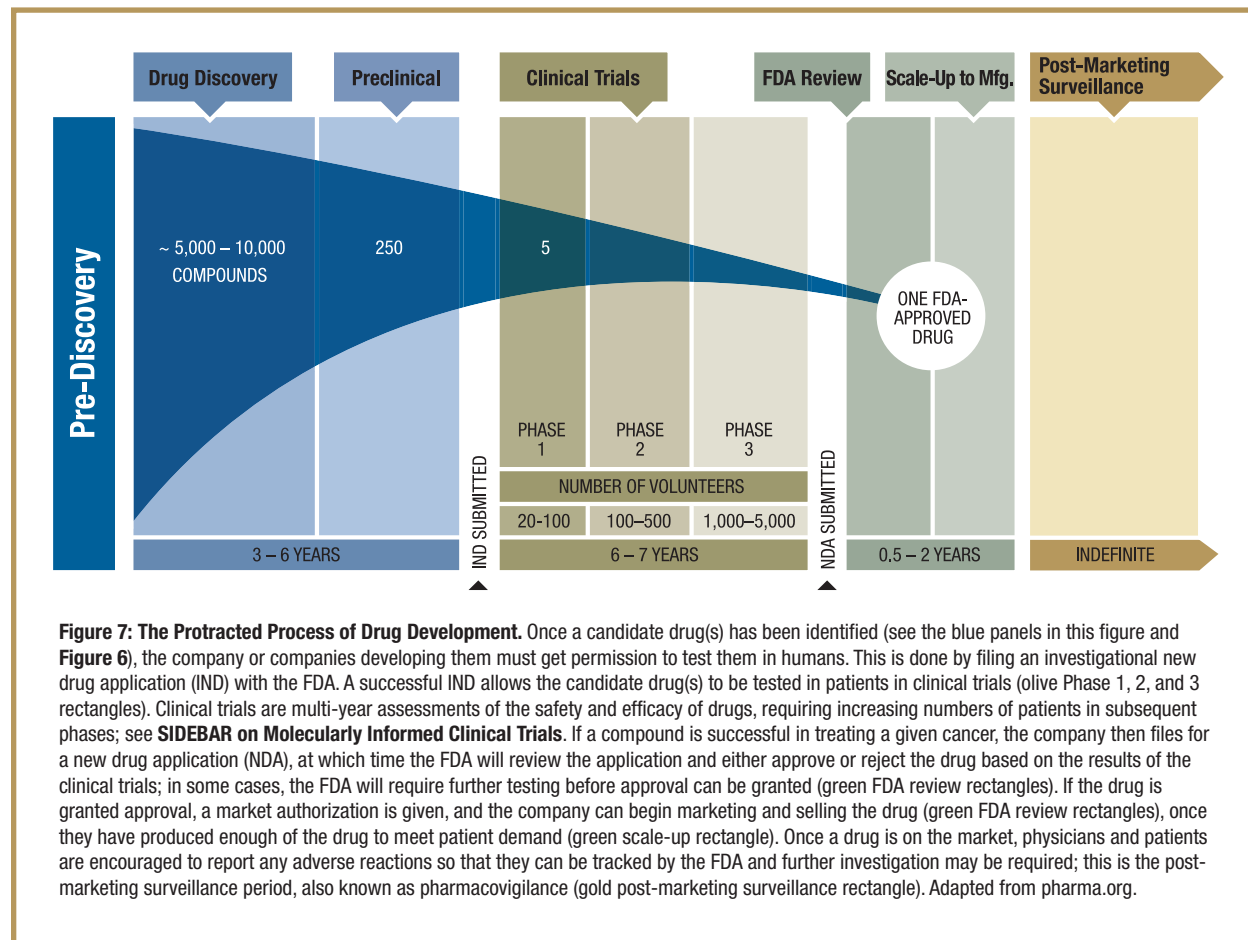 Drug Discovery
Preclinical
Clinical Trials
FDA Review
Scale-Up to Mfg.
Post-Marketing
Surveillance
Pre-Discovery
~ 5,000 – 10,000
COMPOUNDS
250
5
ONE FDA-
APPROVED
DRUG
PHASE
1
PHASE
2
PHASE
3
NUMBER OF VOLUNTEERS
20-100
100–500
1,000–5,000
IND SUBMITTED
NDA SUBMITTED
3 – 6 YEARS
6 – 7 YEARS
0.5 – 2 YEARS
INDEFINITE
Figure 7: The Protracted Process of Drug Development. Once a candidate drug(s) has been identified (see the blue panels in this figure and
Figure 6), the company or companies developing them must get permission to test them in humans. This is done by filing an investigational new
drug application (IND) with the FDA. A successful IND allows the candidate drug(s) to be tested in patients in clinical trials (olive Phase 1, 2, and 3
rectangles). Clinical trials are multi-year assessments of the safety and efficacy of drugs, requiring increasing numbers of patients in subsequent
phases; see SIDEBAR on Molecularly Informed Clinical Trials. If a compound is successful in treating a given cancer, the company then files for
a new drug application (NDA), at which time the FDA will review the application and either approve or reject the drug based on the results of the
clinical trials; in some cases, the FDA will require further testing before approval can be granted (green FDA review rectangles). If the drug is
granted approval, a market authorization is given, and the company can begin marketing and selling the drug (green FDA review rectangles), once
they have produced enough of the drug to meet patient demand (green scale-up rectangle). Once a drug is on the market, physicians and patients
are encouraged to report any adverse reactions so that they can be tracked by the FDA and further investigation may be required; this is the post-
marketing surveillance period, also known as pharmacovigilance (gold post-marketing surveillance rectangle). Adapted from pharma.org.